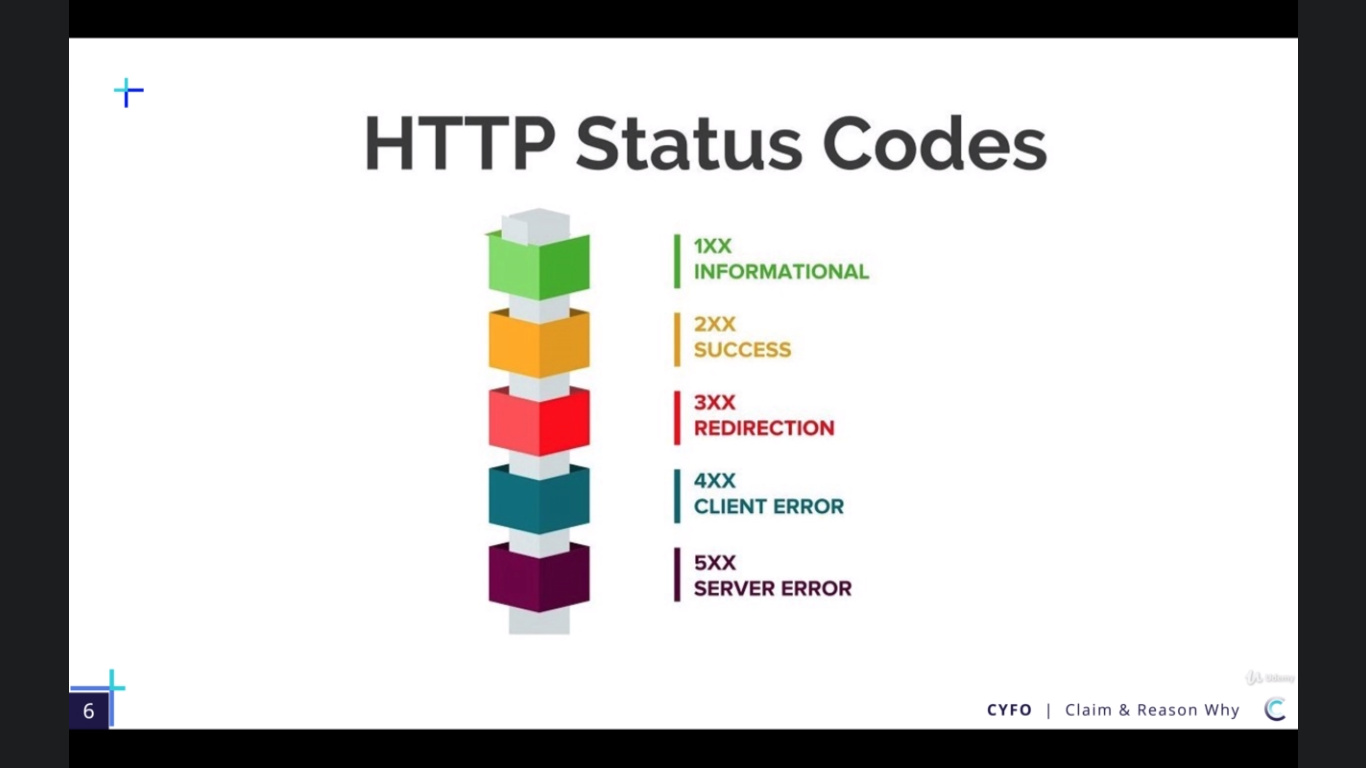 HTTP Status Codes
1XX
INFORMATIONAL
2XX
SUCCESS
3XX
REDIRECTION
4XX
CLIENT ERROR
5XX
SERVER ERROR
Udemy
6
CYFO | Claim & Reason Why